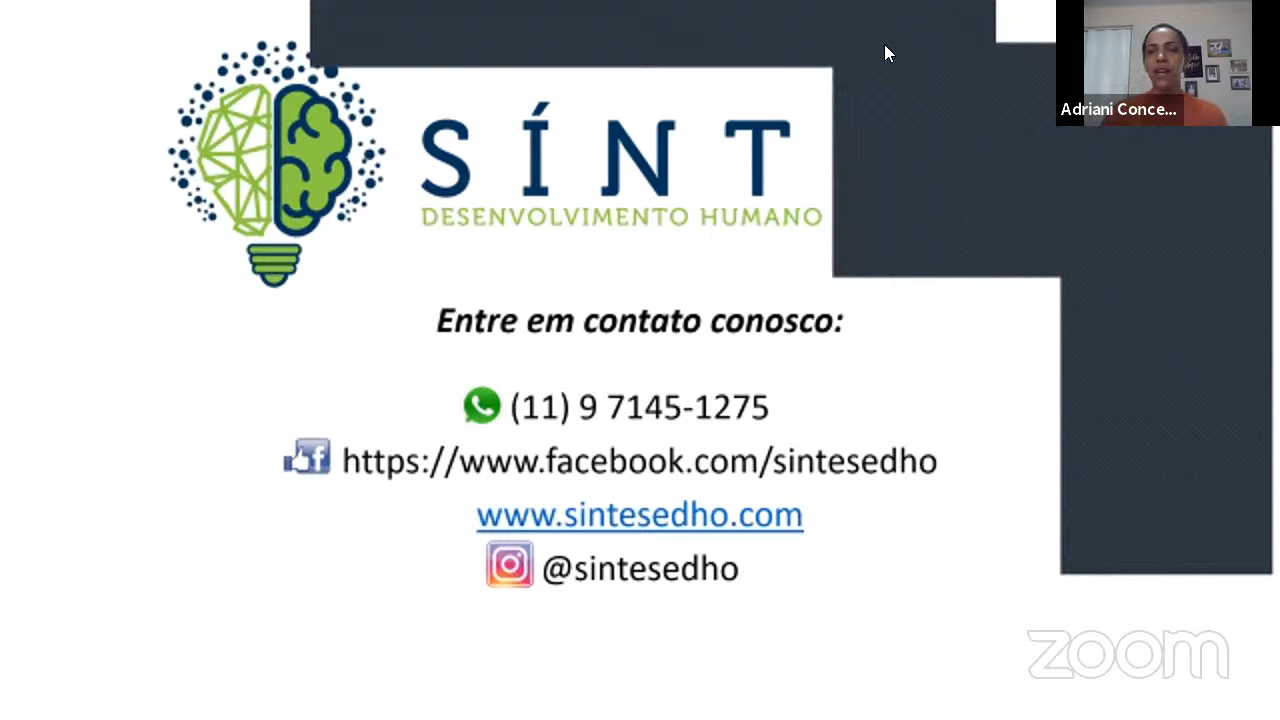 Adriani Conce...
SÍNT
DESENVOLVIMENTO HUMANO
Entre em contato conosco:
(11) 9 7145-1275
https://www.facebook.com/sintesedho
www.sintesedho.com
@sintesedho
zoom